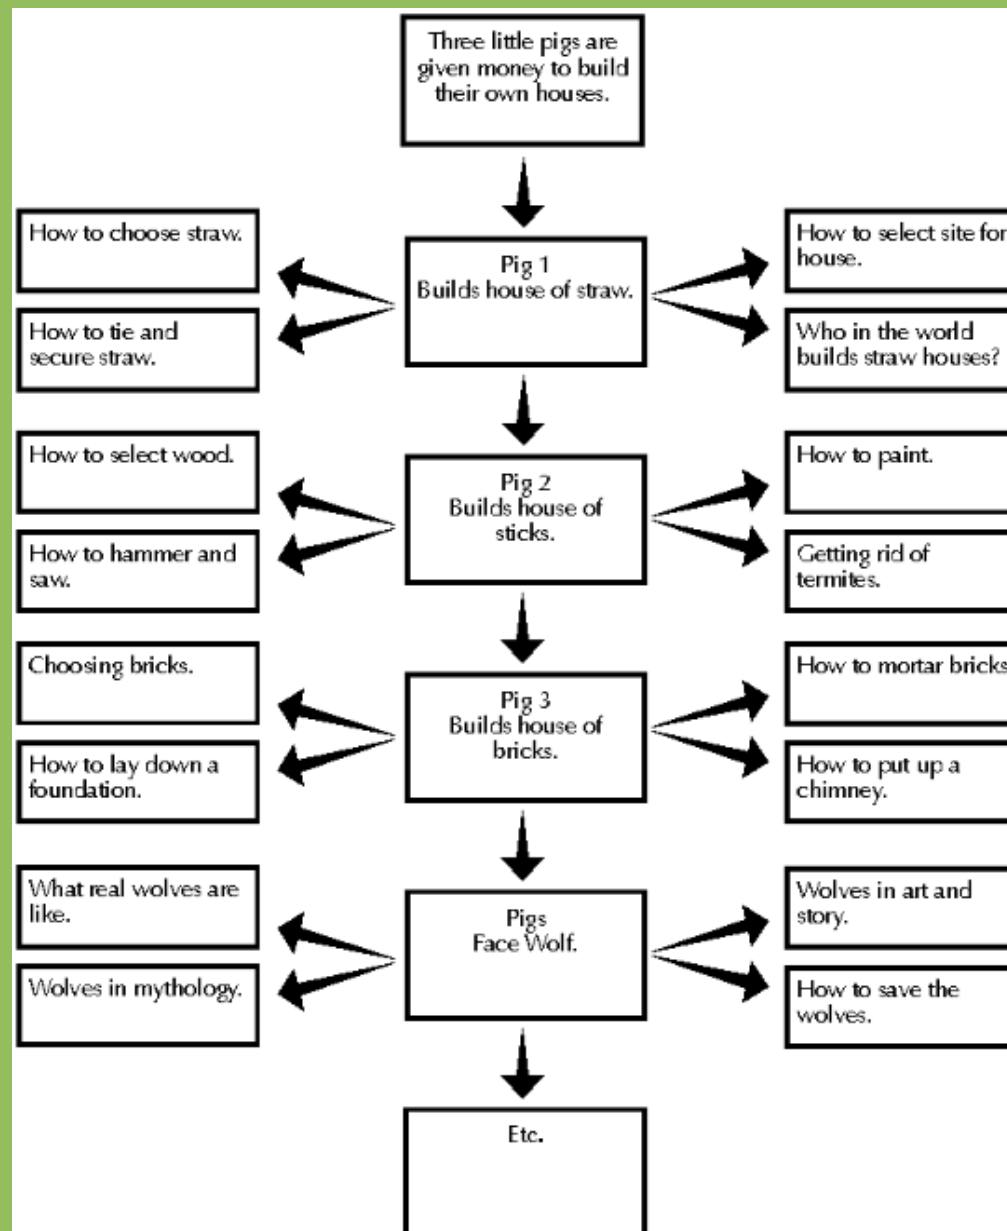 Three little pigs are
given money to build
their own houses.
How to choose straw.
How to tie and
secure straw.
Pig 1
Builds house of straw.
How to select site for
house.
Who in the world
builds straw houses?
How to select wood.
How to hammer and
saw.
Pig 2
Builds house of
sticks.
How to paint.
Getting rid of
termites.
Choosing bricks.
How to lay down a
foundation.
Pig 3
Builds house of
bricks.
How to mortar bricks
How to put up a
chimney.
What real wolves are
like.
Wolves in mythology.
Pigs
Face Wolf.
Wolves in art and
story.
How to save the
wolves.
Etc.